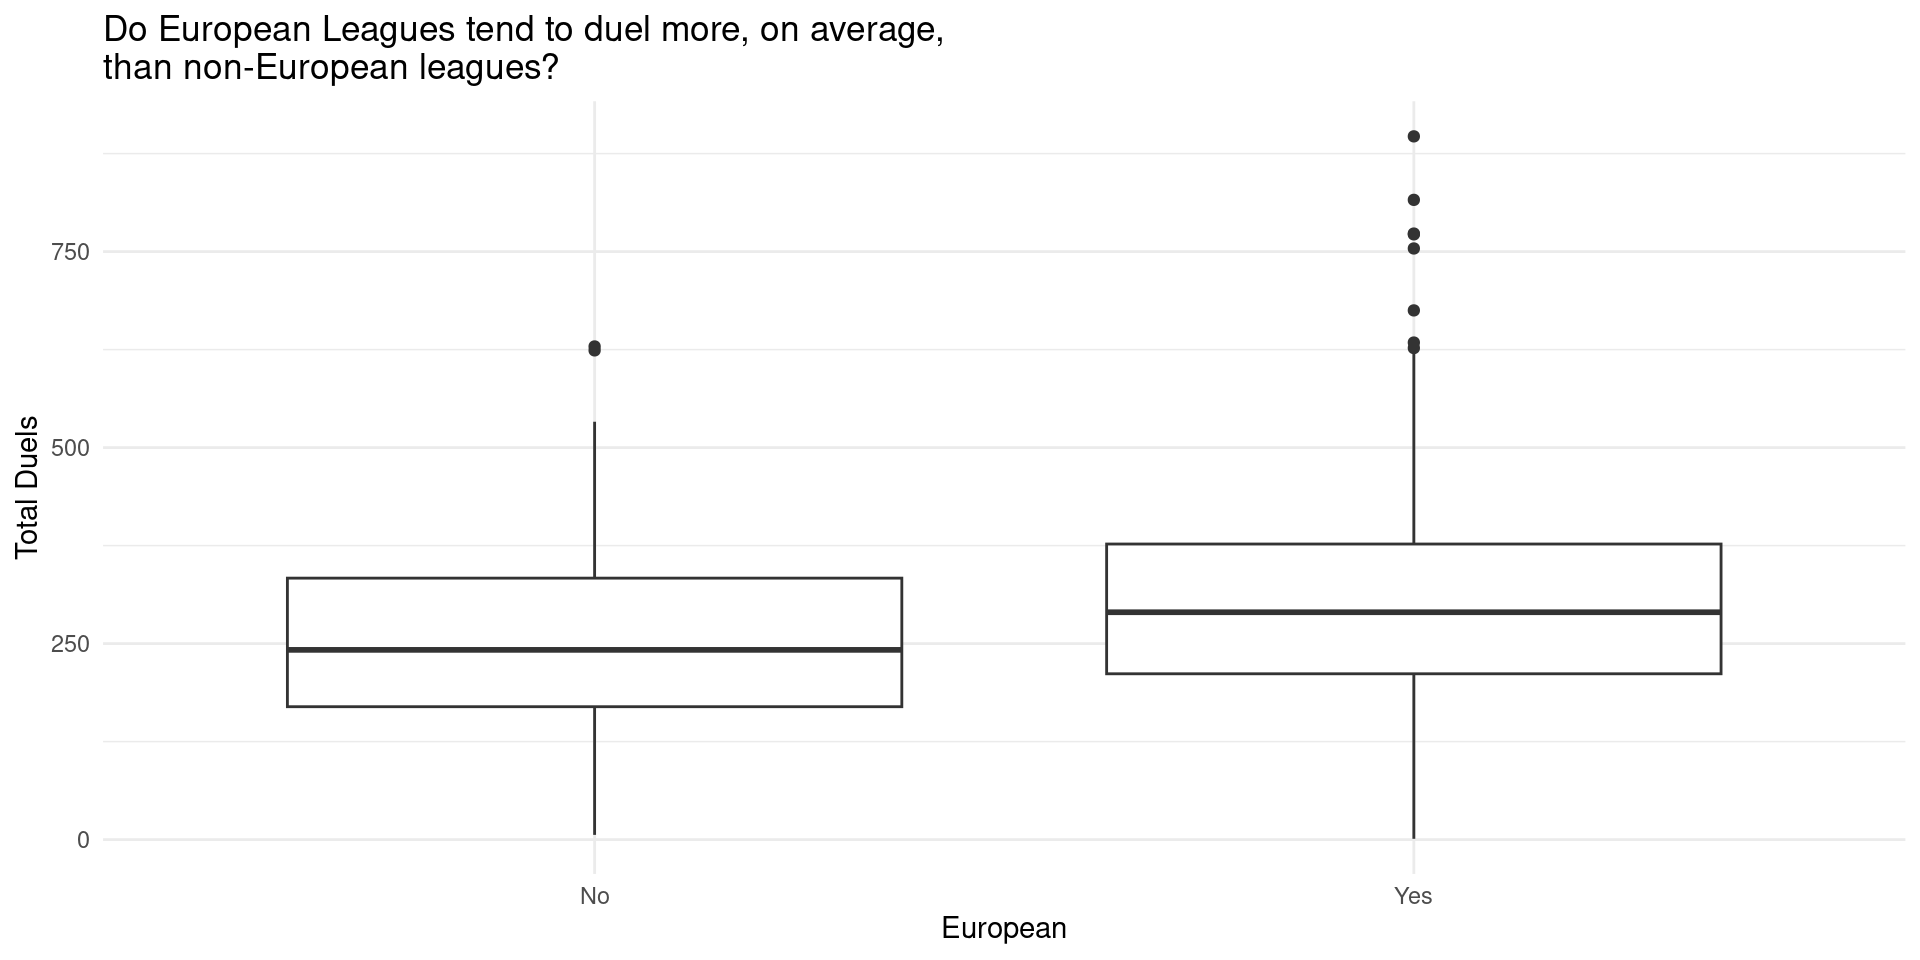 Do European Leagues tend to duel more, on average,
than non-European leagues?
Total Duels
750
500
250
0
No
Yes
European